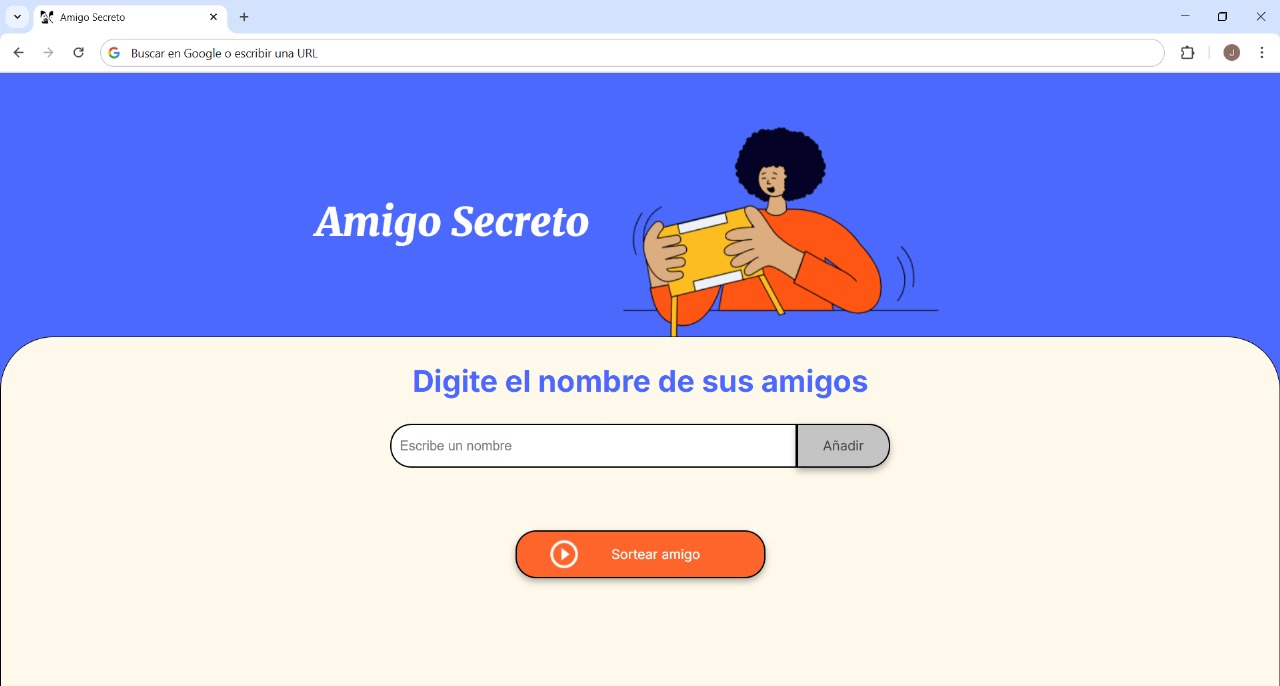 Amigo Secreto
Buscar en Google o escribir una URL
J
Amigo Secreto
Digite el nombre de sus amigos
Escribe un nombre
Añadir
Sortear amigo